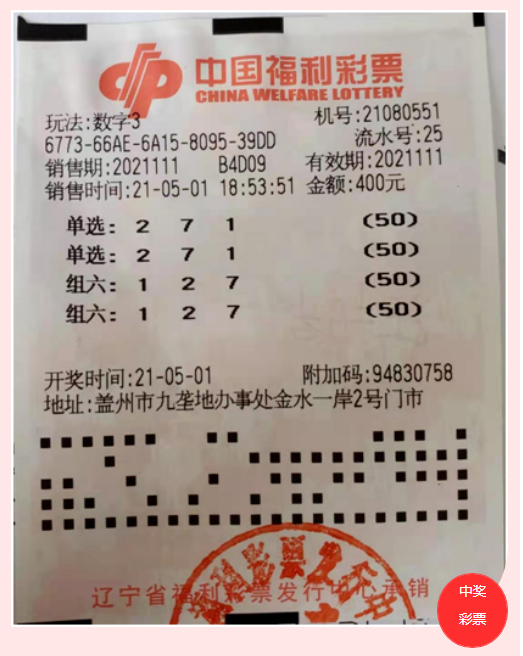 中国福利彩票
CHINA WELFARE LOTTERY
玩法:数字3 机号:21080551
6773-66AE-6A15-8095-39DD 流水号:25
销售期:2021111 B4D09 有效期:2021111
销售时间:21-05-01 18:53:51 金额:400元
单选: 2 7 1 (50)
单选: 2 7 1 (50)
组六: 1 2 7 (50)
组六: 1 2 7 (50)
开奖时间:21-05-01 附加码:94830758
地址:盖州市九垄地办事处金水一岸2号门市
辽宁省福利彩票发行中心承销
中奖
彩票